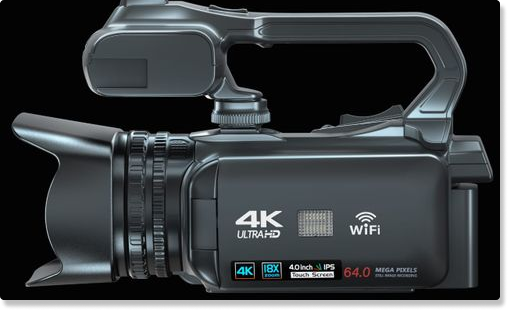 4K
ULTRA HD
WiFi
4K
18X
zoom
4.0inch IPS
Touch Screen
64.0 MEGA PIXELS